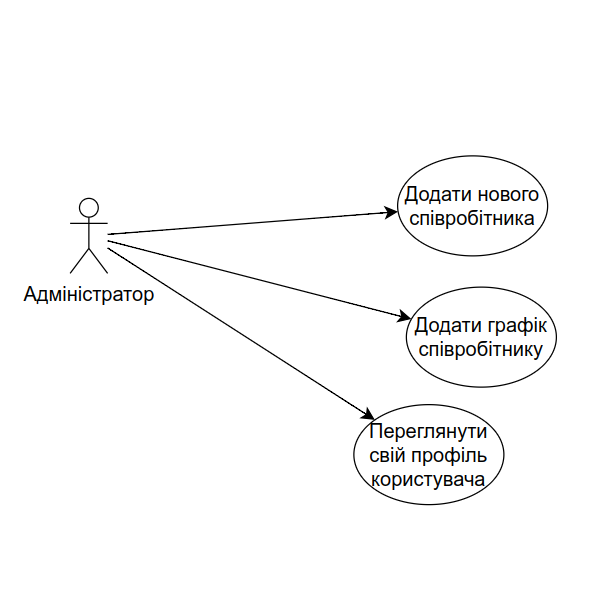 Додати нового
співробітника
Адміністратор
Додати графік
співробітнику
Переглянути
свій профіль
користувача